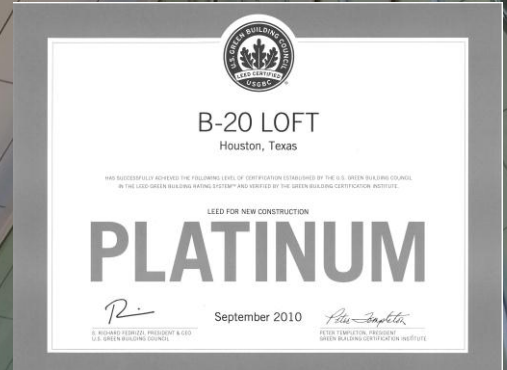 U.S. GREEN BUILDING COUNCIL
LEED CERTIFIED
USGBC
B-20 LOFT
Houston, Texas
HAS SUCCESSFULLY ACHIEVED THE FOLLOWING LEVEL OF CERTIFICATION ESTABLISHED BY THE U.S. GREEN BUILDING COUNCIL
IN THE LEED GREEN BUILDING RATING SYSTEM™ AND VERIFIED BY THE GREEN BUILDING CERTIFICATION INSTITUTE
LEED FOR NEW CONSTRUCTION
PLATINUM
September 2010
Peter Templeton
S. RICHARD FEDRIZZI, PRESIDENT & CEO
U.S. GREEN BUILDING COUNCIL
PETER TEMPLETON, PRESIDENT
GREEN BUILDING CERTIFICATION INSTITUTE